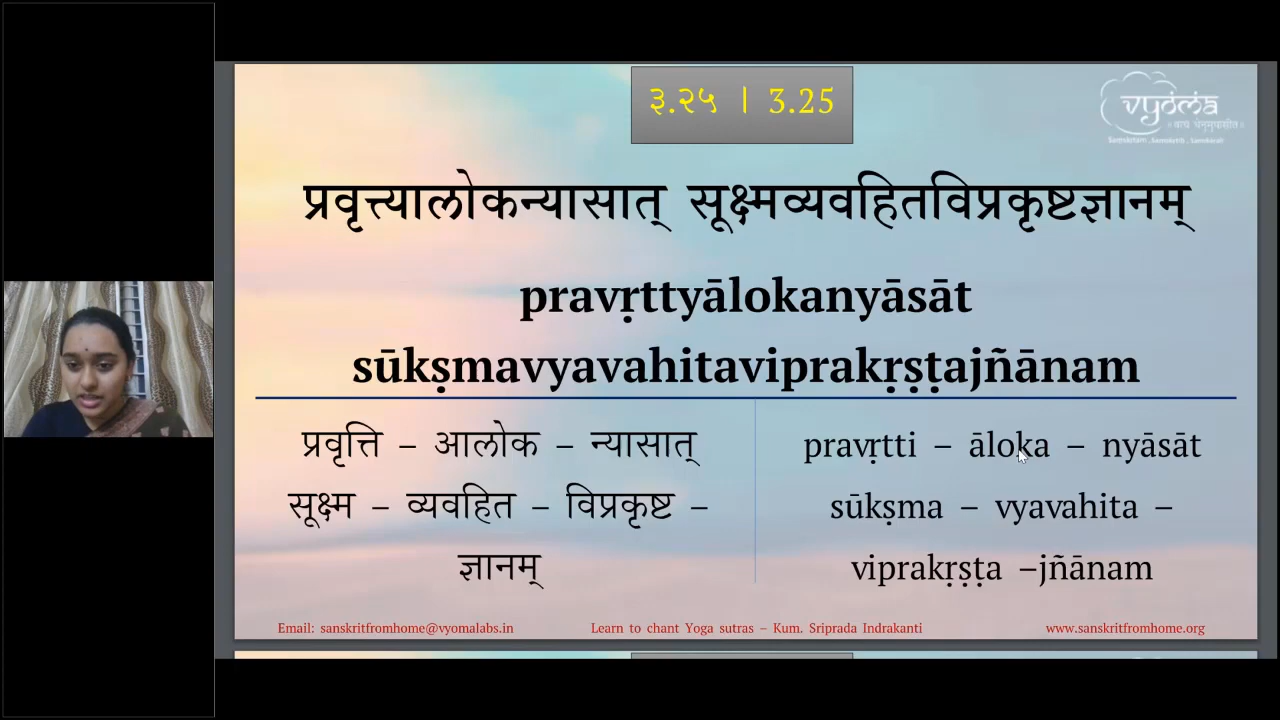 ३.२५ । 3.25
vyoma
प्रवृत्त्यालोकन्यासात् सूक्ष्मव्यवहितविप्रकृष्टज्ञानम्
pravṛttyālokanyāsāt
sūkṣmavyavahitaviprakṛṣṭajñānam
प्रवृत्ति – आलोक – न्यासात्
सूक्ष्म – व्यवहित – विप्रकृष्ट –
ज्ञानम्
pravṛtti – āloka – nyāsāt
sūkṣma – vyavahita –
viprakṛṣṭa –jñānam
Email: sanskritfromhome@vyomalabs.in Learn to chant Yoga sutras – Kum. Sriprada Indrakanti www.sanskritfromhome.org